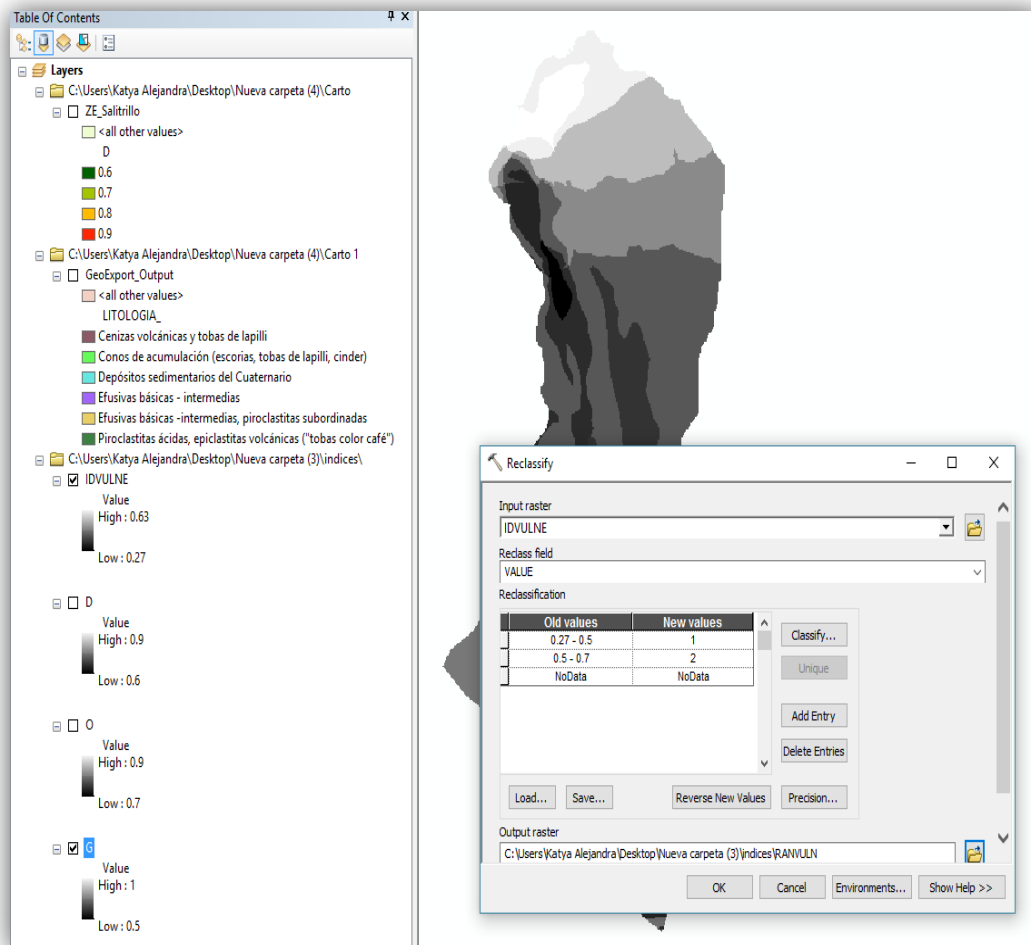 Table Of Contents
Layers
C:\Users\Katya Alejandra\Desktop\Nueva carpeta (4)\Carto
ZE_Salitrillo
<all other values>
D
0.6
0.7
0.8
0.9
C:\Users\Katya Alejandra\Desktop\Nueva carpeta (4)\Carto 1
GeoExport_Output
<all other values>
LITOLOGIA_
Cenizas volcánicas y tobas de lapilli
Conos de acumulación (escorias, tobas de lapilli, cinder)
Depósitos sedimentarios del Cuaternario
Efusivas básicas - intermedias
Efusivas básicas -intermedias, piroclastitas subordinadas
Piroclastitas ácidas, epiclastitas volcánicas ("tobas color café")
C:\Users\Katya Alejandra\Desktop\Nueva carpeta (3)\indices\
IDVULNE
Value
High : 0.63
Low : 0.27
D
Value
High : 0.9
Low : 0.6
O
Value
High : 0.9
Low : 0.7
G
Value
High : 1
Low : 0.5
Reclassify
Input raster
IDVULNE
Reclass field
VALUE
Reclassification
Old values New values
0.27 - 0.5 1
0.5 - 0.7 2
NoData NoData
Classify...
Unique
Add Entry
Delete Entries
Load... Save... Reverse New Values Precision...
Output raster
C:\Users\Katya Alejandra\Desktop\Nueva carpeta (3)\indices\RANVULN
OK Cancel Environments... Show Help >>